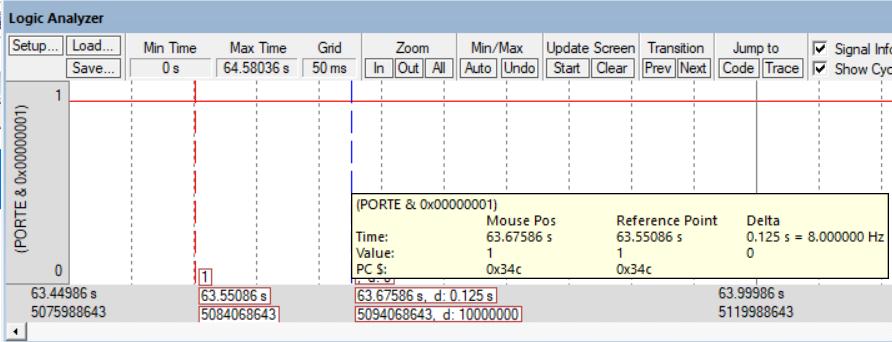 Logic Analyzer
Setup... Load... Min Time Max Time Grid Zoom Min/Max Update Screen Transition Jump to Signal Info
Save... 0 s 64.58036 s 50 ms In Out All Auto Undo Start Clear Prev Next Code Trace Show Cyc
1
(PORTE & 0x00000001)
(PORTE & 0x00000001)
Mouse Pos Reference Point Delta
Time: 63.67586 s 63.55086 s 0.125 s = 8.000000 Hz
Value: 1 1 0
PC $: 0x34c 0x34c
0
1
63.44986 s 63.55086 s 63.67586 s, d: 0.125 s 63.99986 s
5075988643 5084068643 5094068643, d: 10000000 5119988643